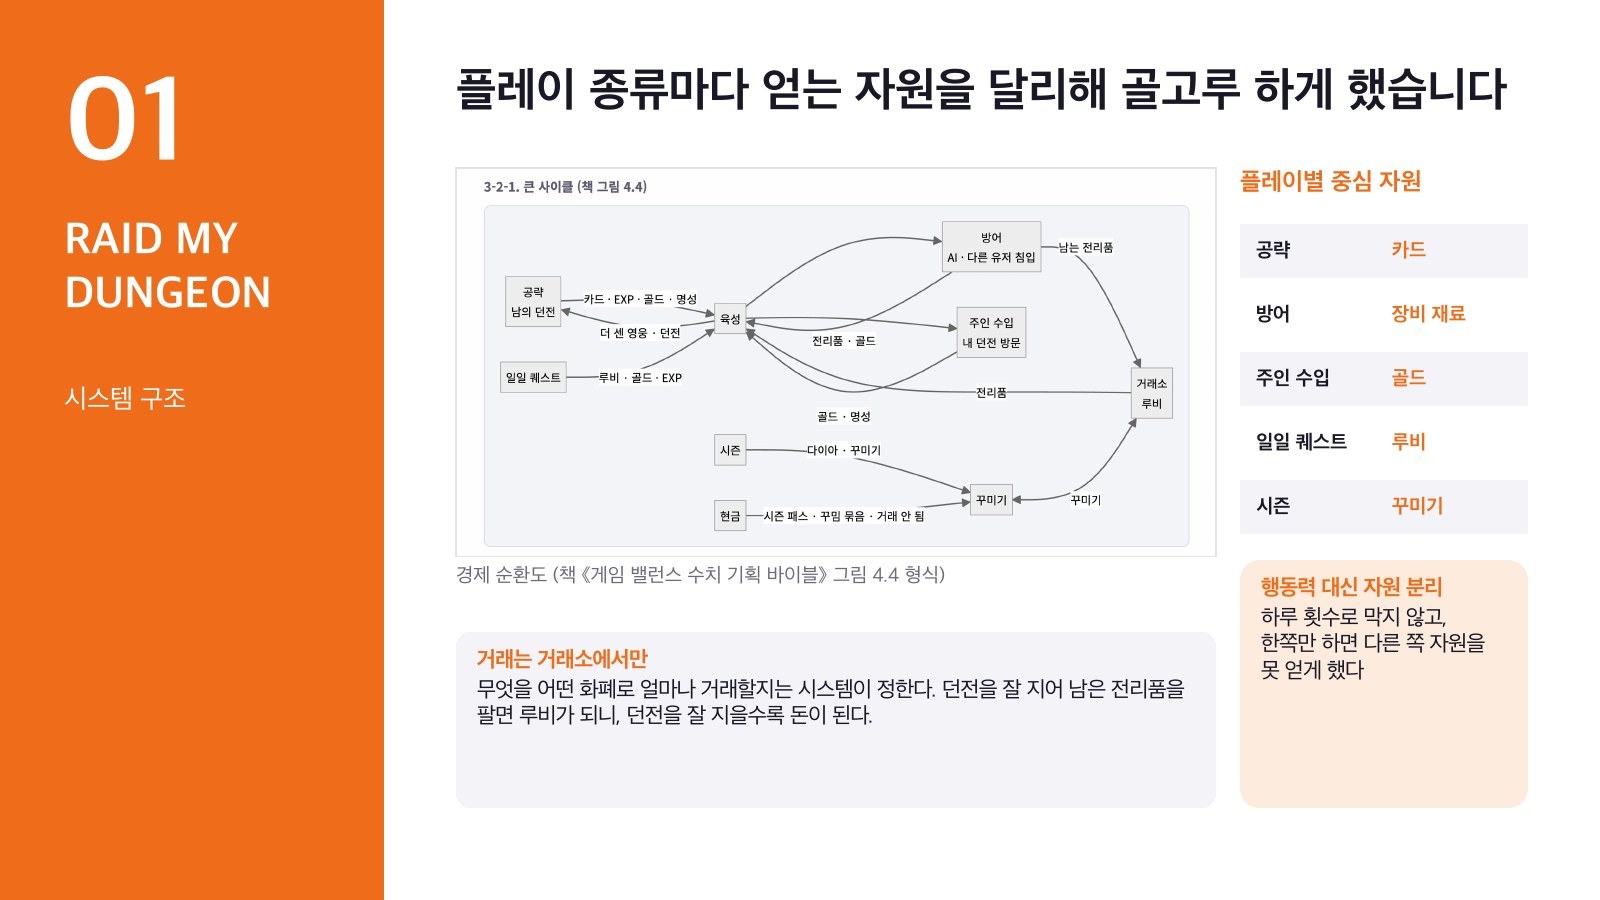 01
RAID MY
DUNGEON
시스템 구조
플레이 종류마다 얻는 자원을 달리해 골고루 하게 했습니다
3-2-1. 큰 사이클 (책 그림 4.4)
방어
AI · 다른 유저 침입
남는 전리품
공략
남의 던전
카드 · EXP · 골드 · 명성
육성
더 센 영웅 · 던전
전리품 · 골드
주인 수입
내 던전 방문
일일 퀘스트
루비 · 골드 · EXP
전리품
거래소
루비
골드 · 명성
시즌
다이아 · 꾸미기
꾸미기
꾸미기
현금
시즌 패스 · 꾸밈 묶음 · 거래 안 됨
경제 순환도 (책 《게임 밸런스 수치 기획 바이블》 그림 4.4 형식)
거래는 거래소에서만
무엇을 어떤 화폐로 얼마나 거래할지는 시스템이 정한다. 던전을 잘 지어 남은 전리품을
팔면 루비가 되니, 던전을 잘 지을수록 돈이 된다.
플레이별 중심 자원
공략 카드
방어 장비 재료
주인 수입 골드
일일 퀘스트 루비
시즌 꾸미기
행동력 대신 자원 분리
하루 횟수로 막지 않고,
한쪽만 하면 다른 쪽 자원을
못 얻게 했다